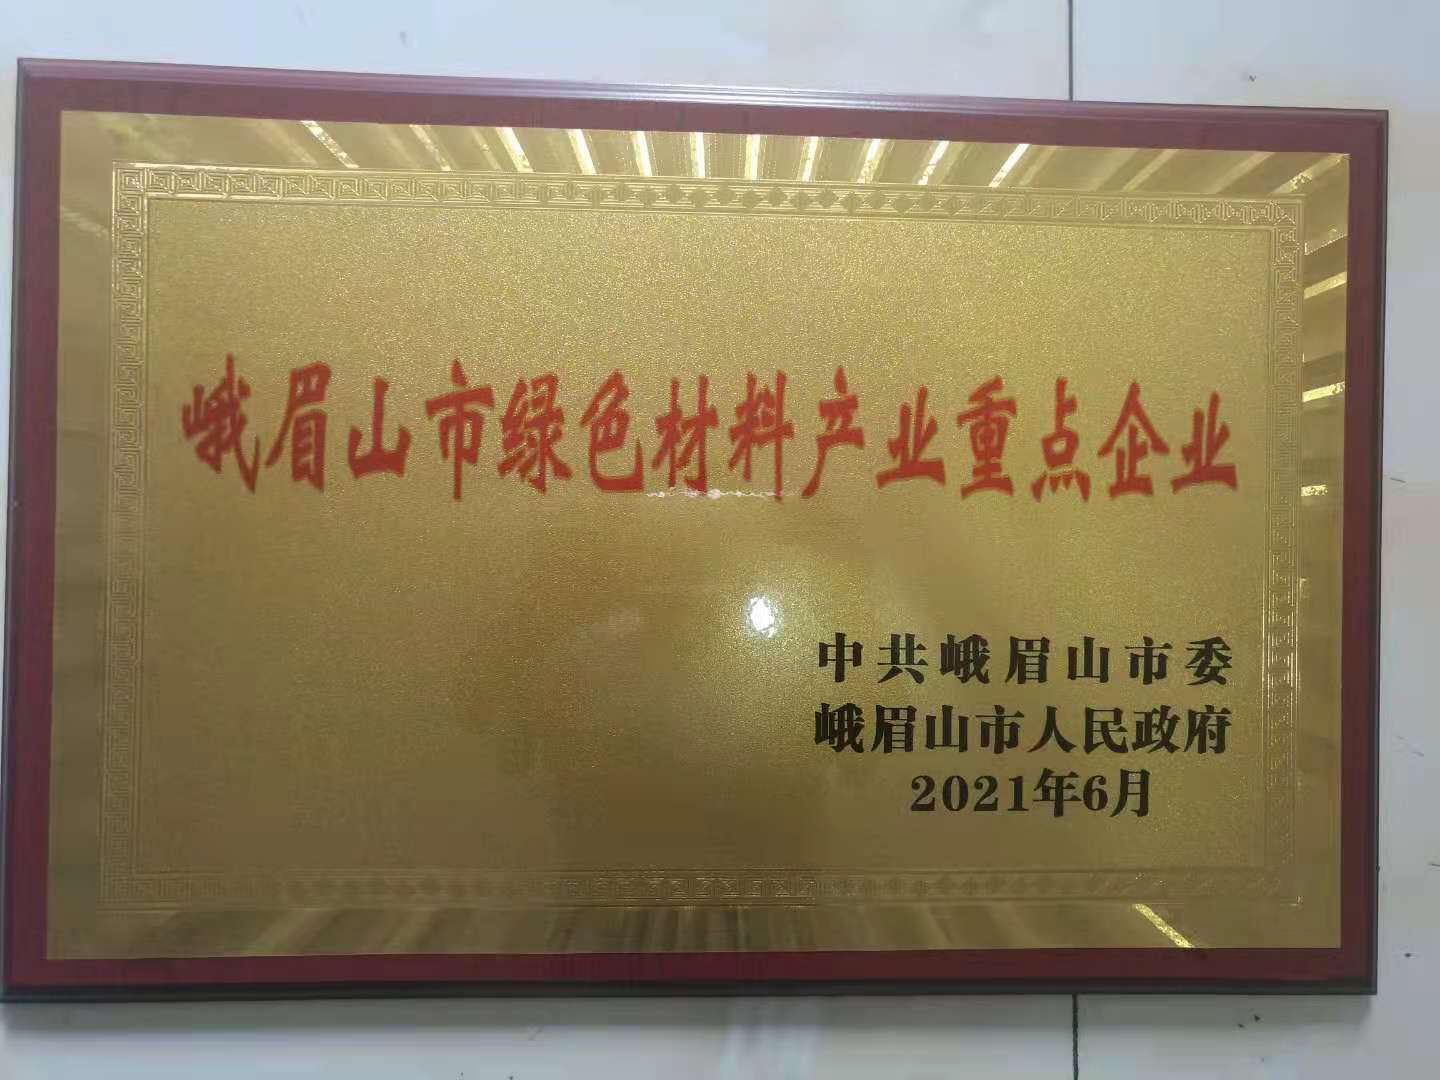 峨眉山市绿色材料产业重点企业
中共峨眉山市委
峨眉山市人民政府
2021年6月